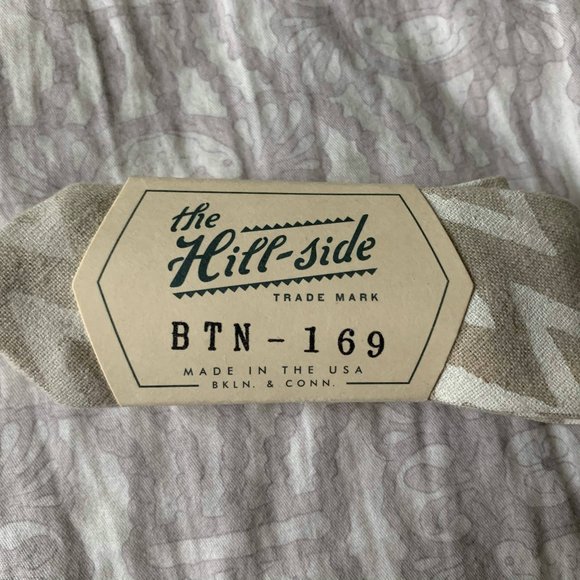 the
Hill-side
TRADE MARK
BTN - 169
MADE IN THE USA
BKLN. & CONN.